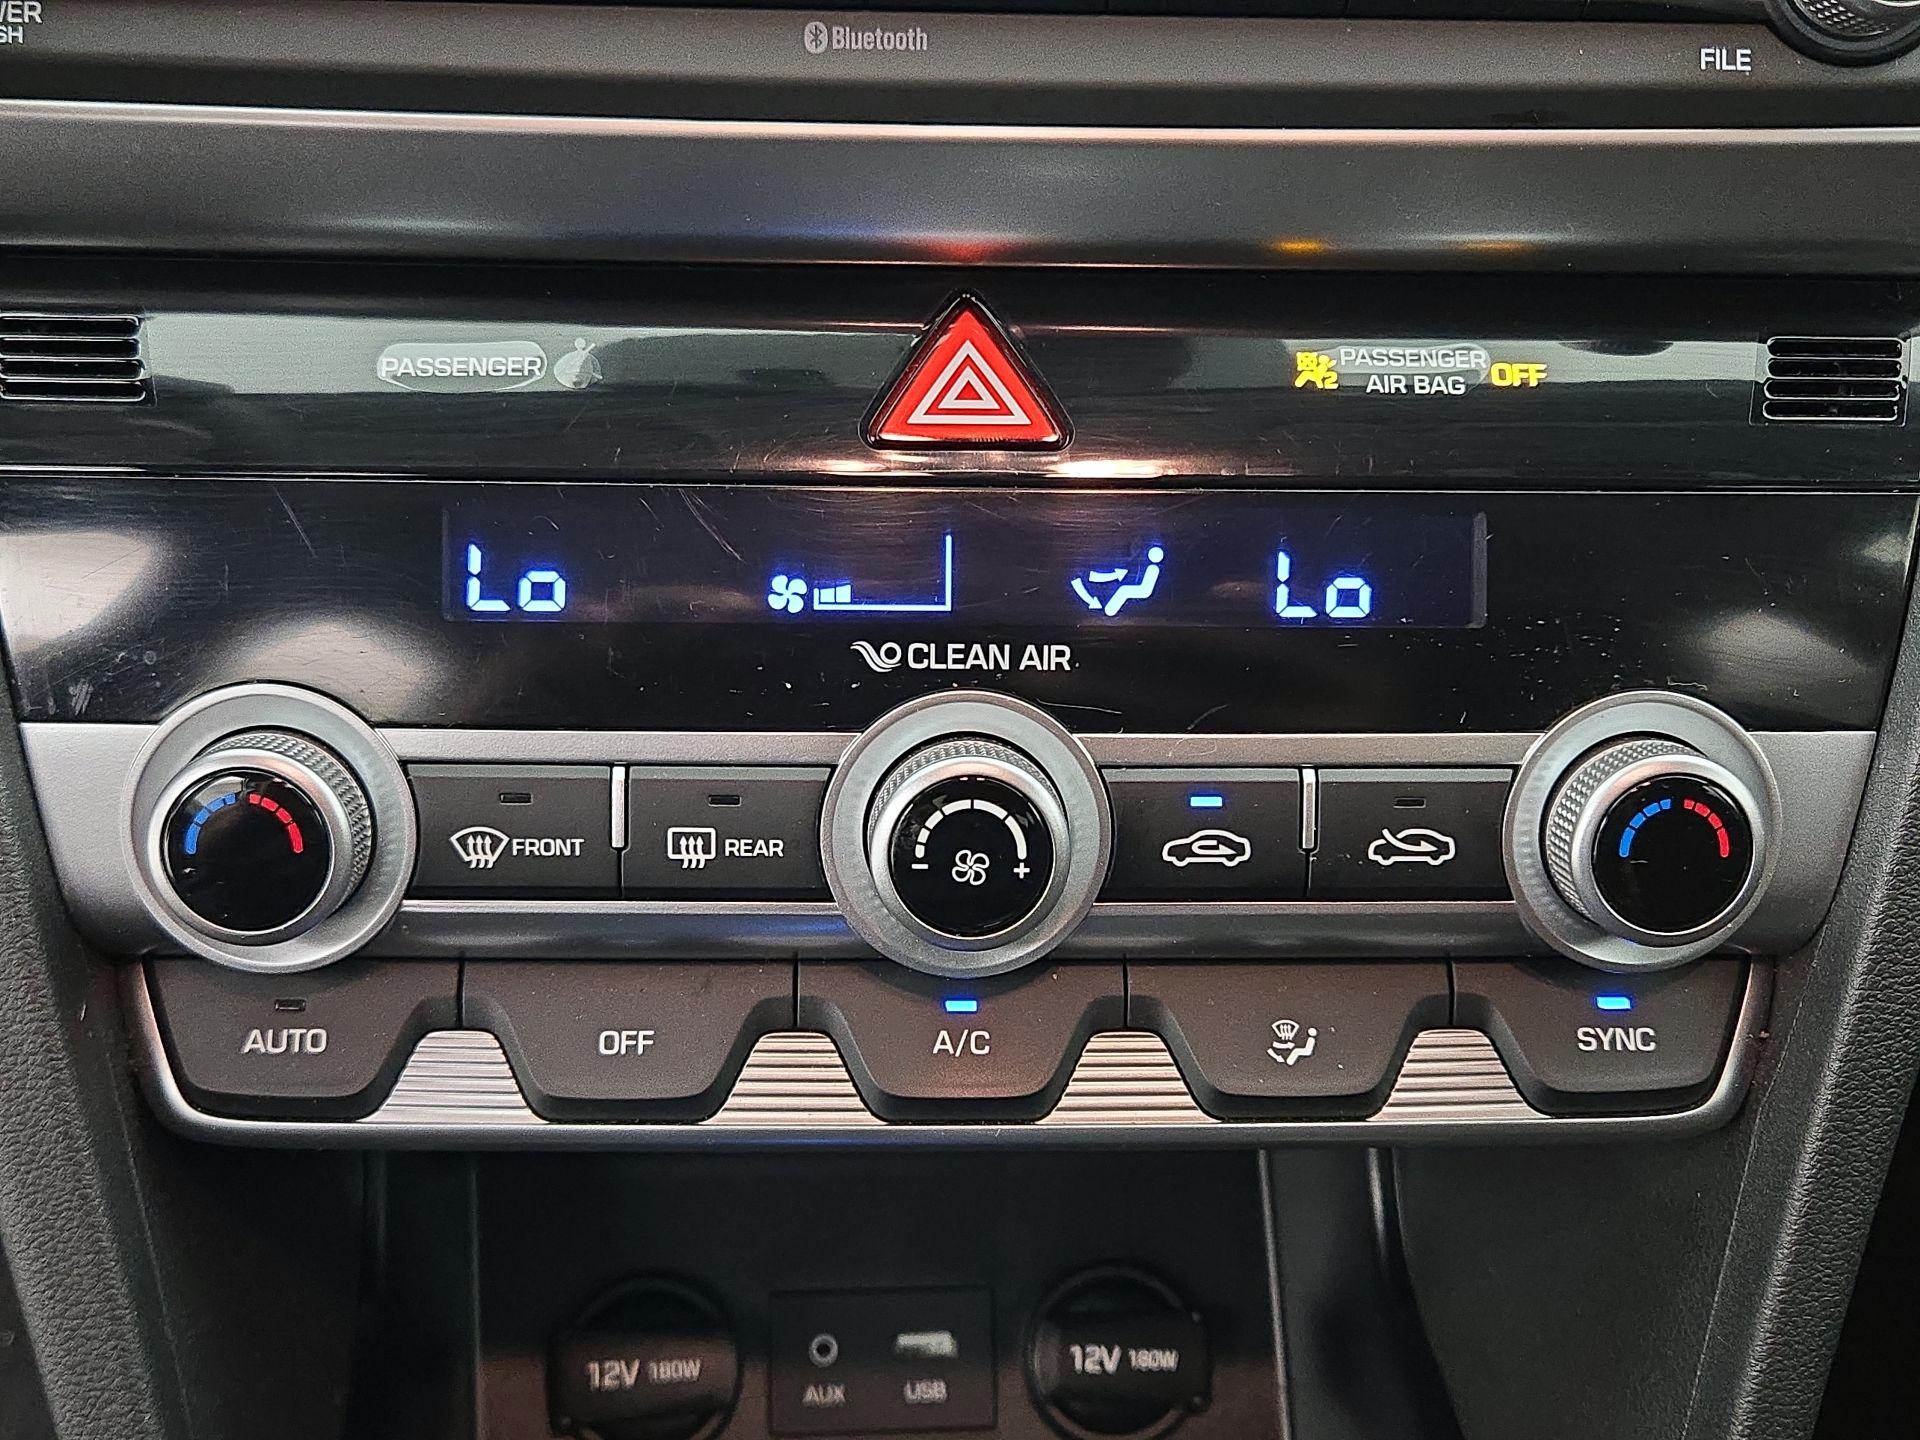 Bluetooth
FILE
PASSENGER
PASSENGER
AIR BAG OFF
Lo Lo
CLEAN AIR
FRONT REAR - +
AUTO OFF A/C SYNC
12V 180W AUX USB 12V 180W